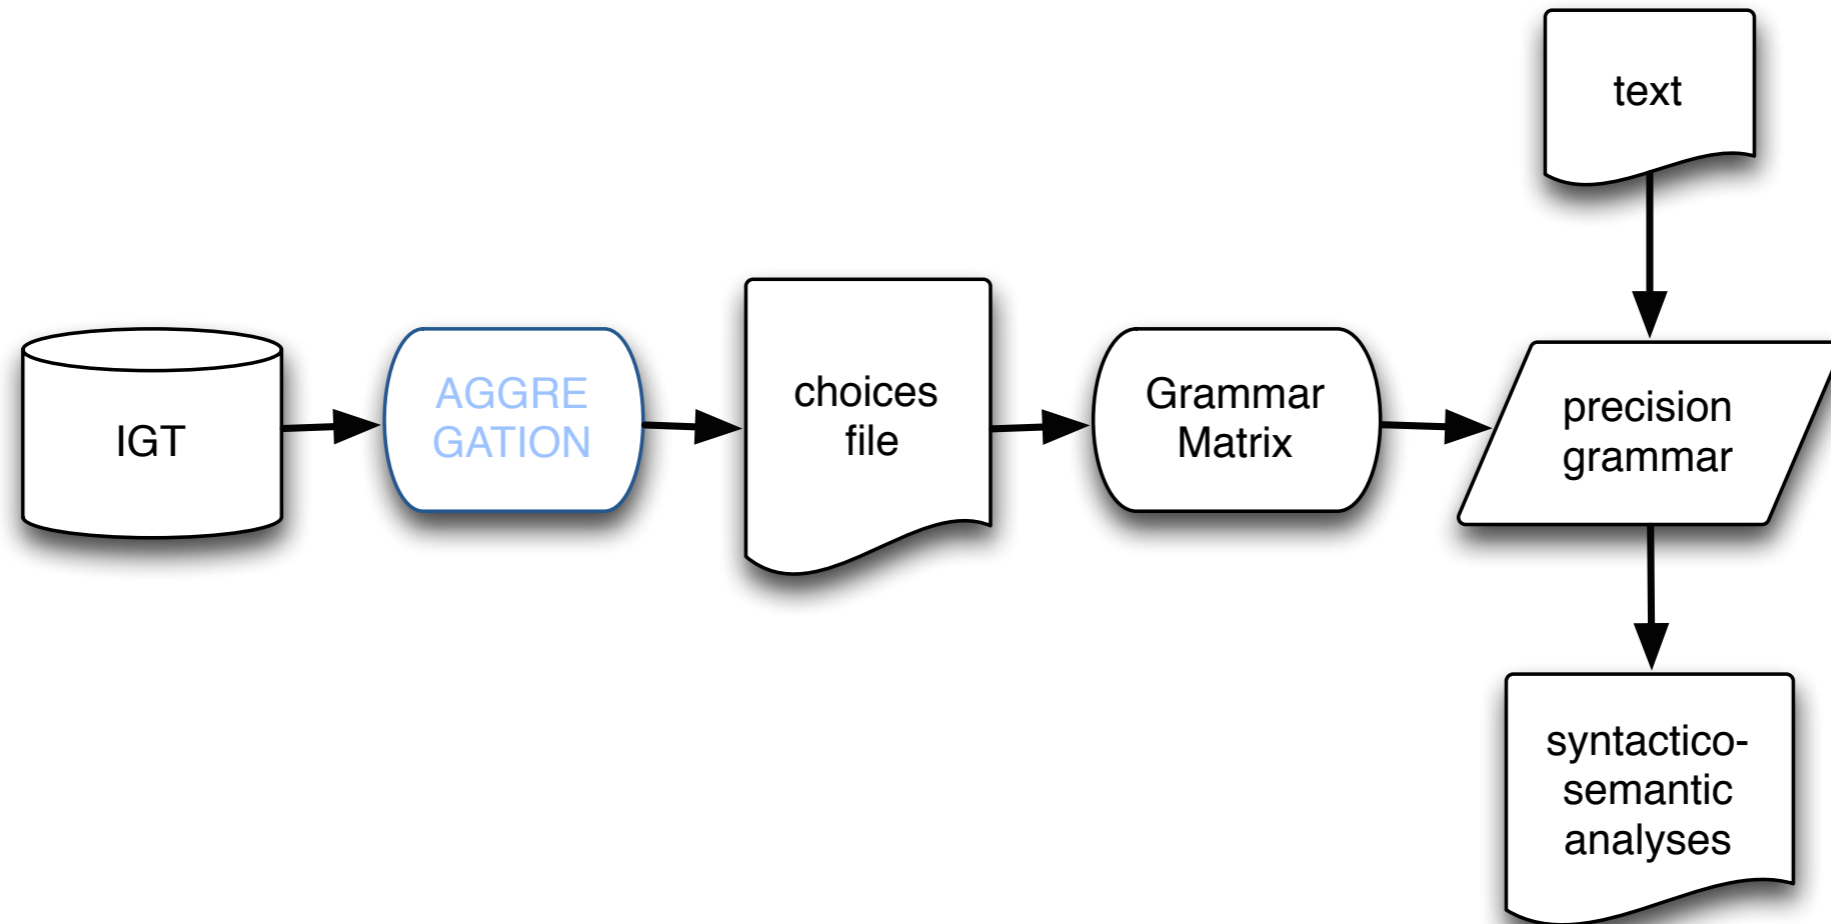 text
IGT
AGGRE
GATION
choices
file
Grammar
Matrix
precision
grammar
syntactico-
semantic
analyses